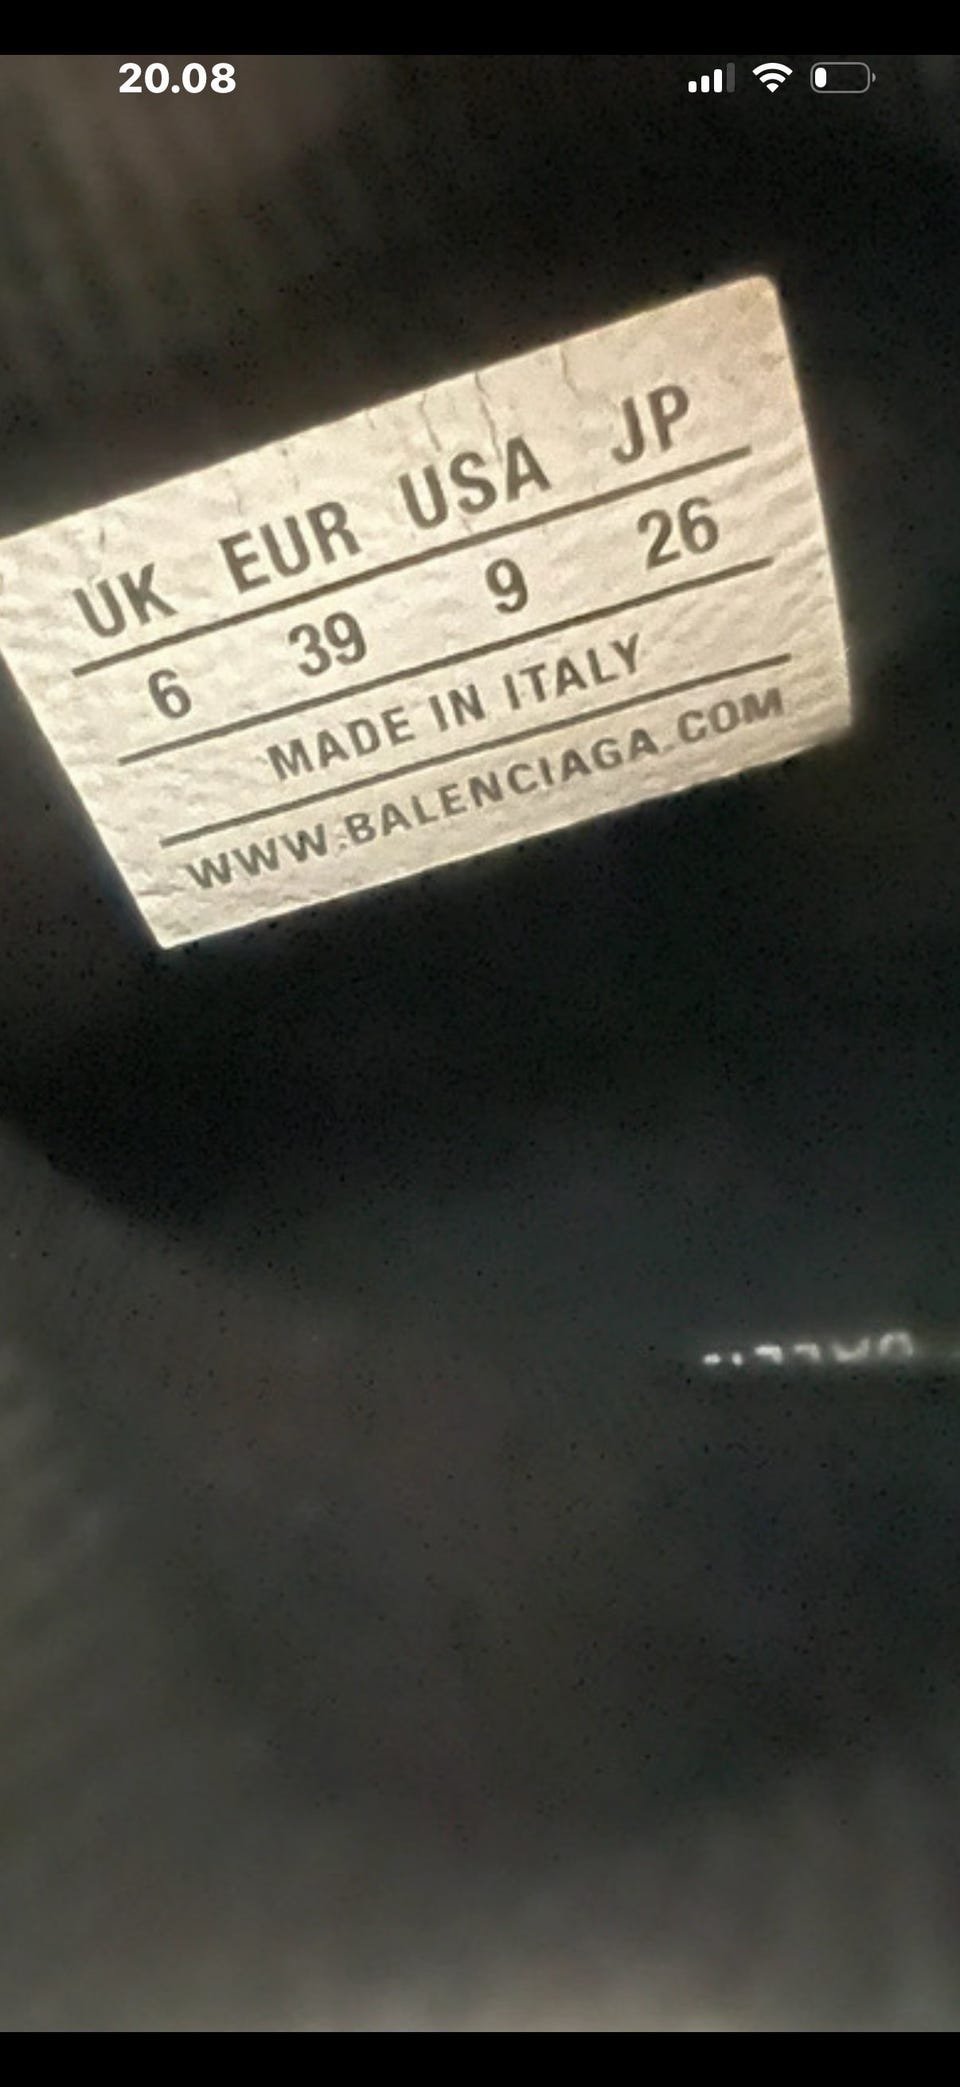 20.08
UK EUR USA JP
6 39 9 26
MADE IN ITALY
WWW.BALENCIAGA.COM